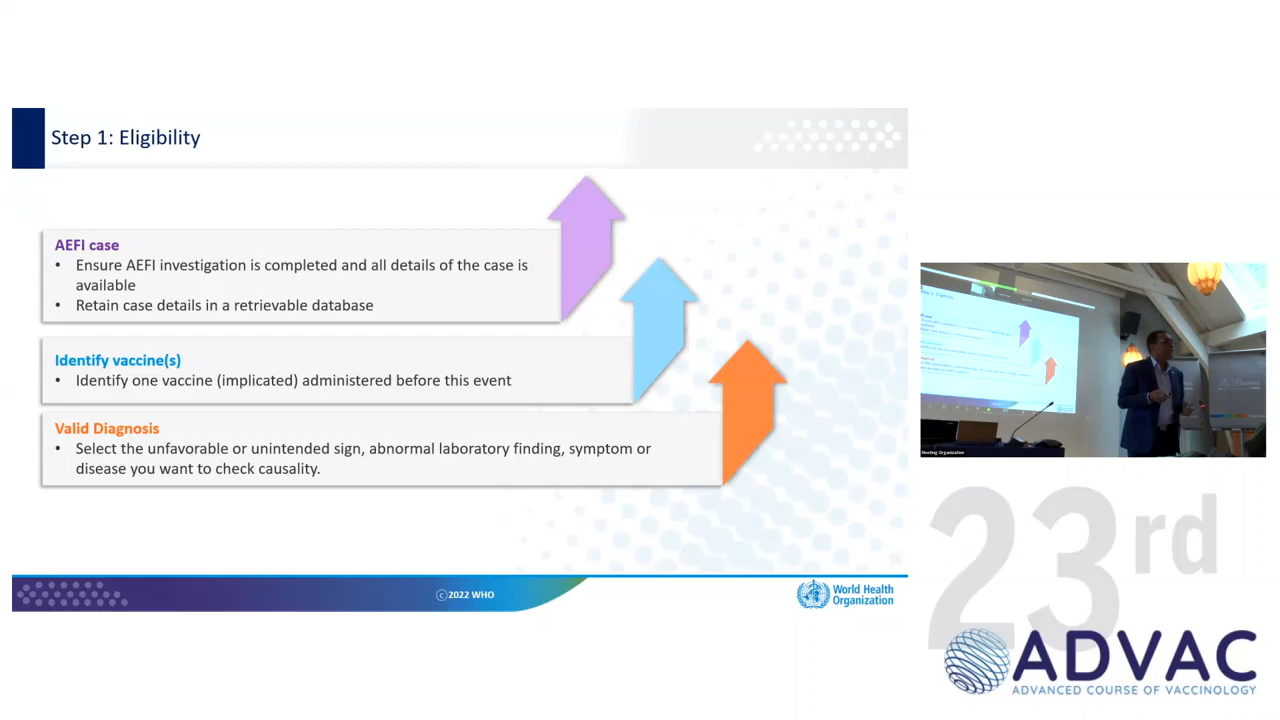 Step 1: Eligibility
AEFI case
• Ensure AEFI investigation is completed and all details of the case is
available
• Retain case details in a retrievable database
Identify vaccine(s)
• Identify one vaccine (implicated) administered before this event
Valid Diagnosis
• Select the unfavorable or unintended sign, abnormal laboratory finding, symptom or
disease you want to check causality.
ⓒ2022 WHO
World Health
Organization
Meeting Organization
23rd
ADVAC
ADVANCED COURSE OF VACCINOLOGY